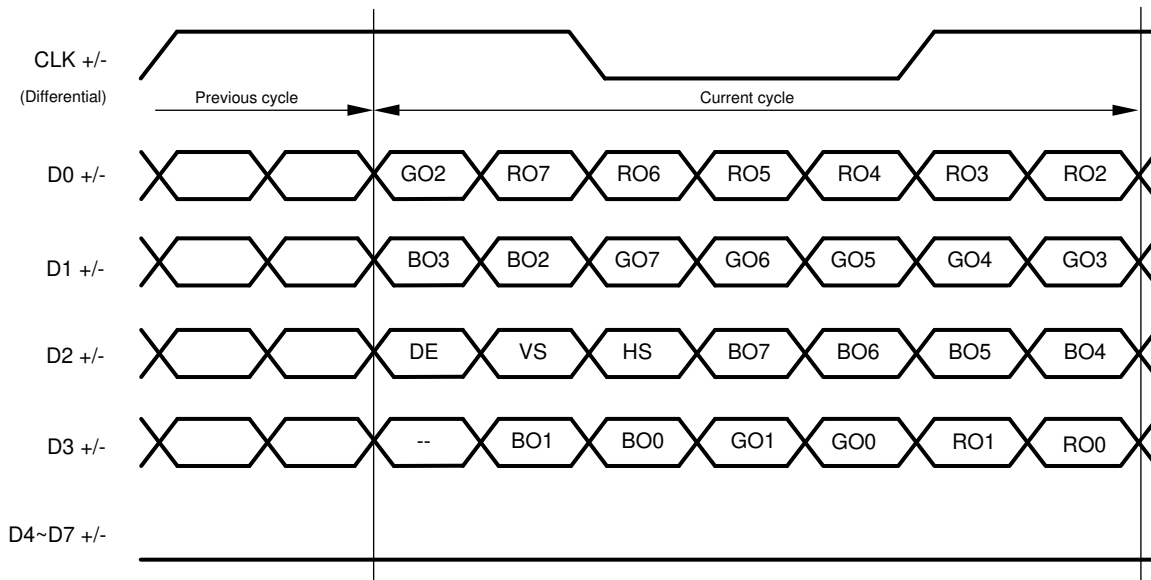 CLK +/-
(Differential)
Previous cycle
Current cycle
D0 +/-
GO2 RO7 RO6 RO5 RO4 RO3 RO2
D1 +/-
BO3 BO2 GO7 GO6 GO5 GO4 GO3
D2 +/-
DE VS HS BO7 BO6 BO5 BO4
D3 +/-
-- BO1 BO0 GO1 GO0 RO1 RO0
D4~D7 +/-